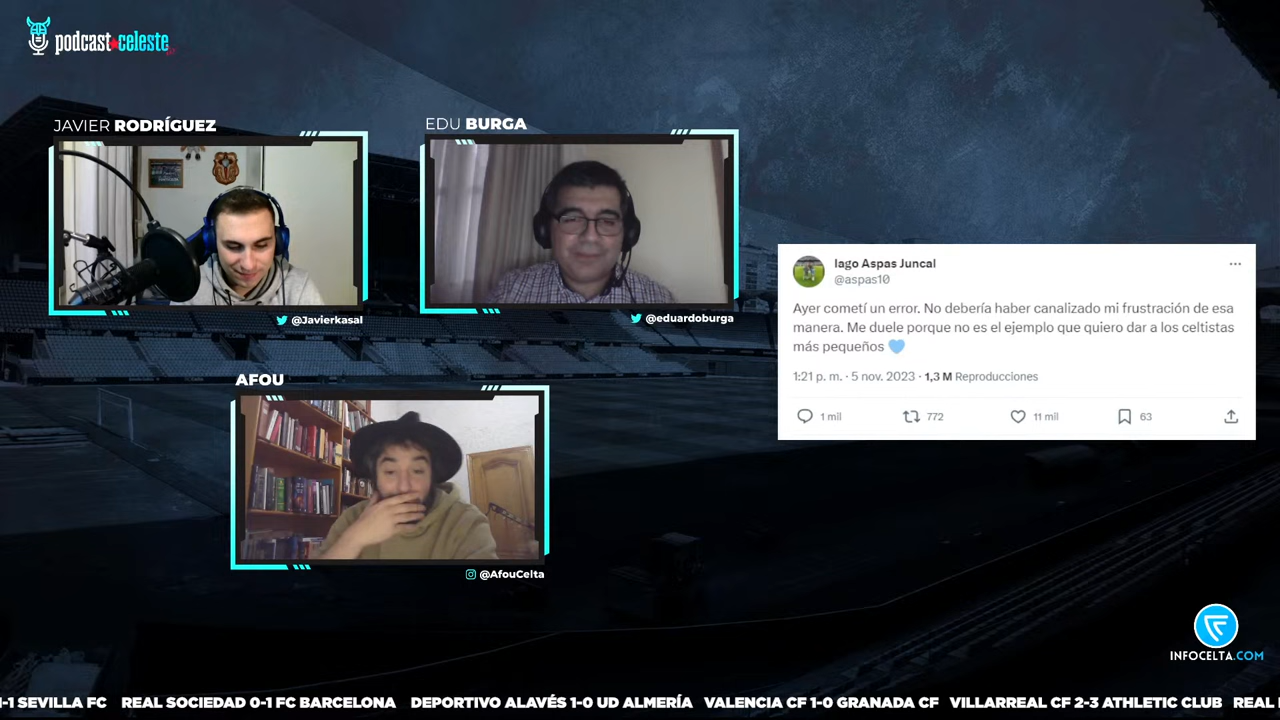 podcast celeste
JAVIER RODRÍGUEZ
EDU BURGA
@Javierkasal
@eduardoburga
Iago Aspas Juncal
@aspas10
Ayer cometí un error. No debería haber canalizado mi frustración de esa
manera. Me duele porque no es el ejemplo que quiero dar a los celtistas
más pequeños 💙
1:21 p. m. · 5 nov. 2023 · 1,3 M Reproducciones
1 mil 772 11 mil 63
AFOU
@AfouCelta
INFOCELTA.COM
-1 SEVILLA FC REAL SOCIEDAD 0-1 FC BARCELONA DEPORTIVO ALAVÉS 1-0 UD ALMERÍA VALENCIA CF 1-0 GRANADA CF VILLARREAL CF 2-3 ATHLETIC CLUB REAL